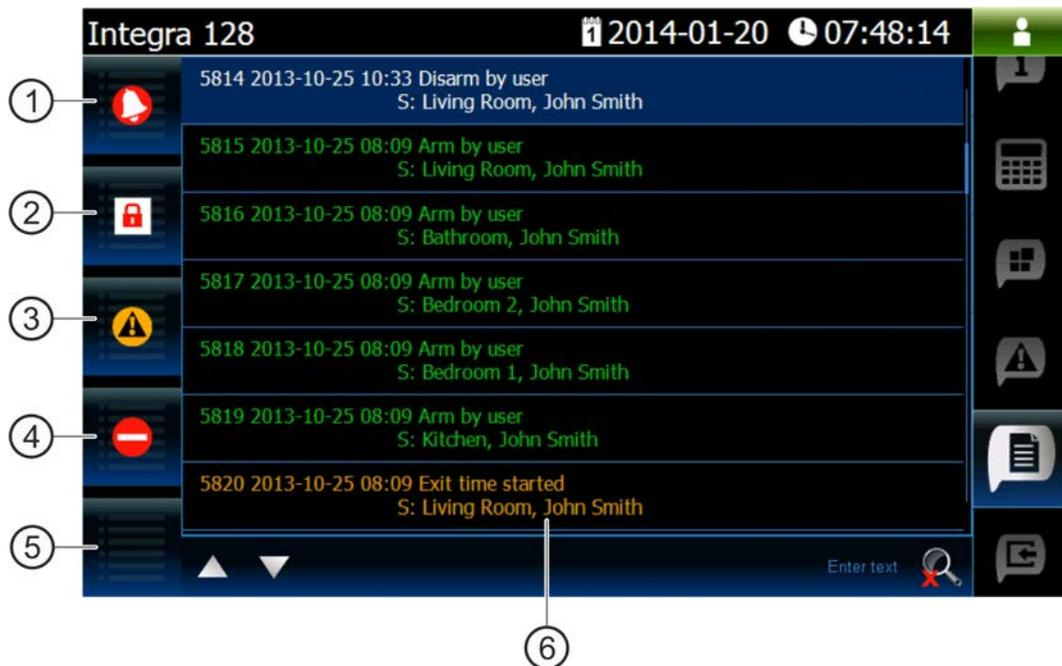 Integra 128
1 2014-01-20 07:48:14
5814 2013-10-25 10:33 Disarm by user
S: Living Room, John Smith
5815 2013-10-25 08:09 Arm by user
S: Living Room, John Smith
5816 2013-10-25 08:09 Arm by user
S: Bathroom, John Smith
5817 2013-10-25 08:09 Arm by user
S: Bedroom 2, John Smith
5818 2013-10-25 08:09 Arm by user
S: Bedroom 1, John Smith
5819 2013-10-25 08:09 Arm by user
S: Kitchen, John Smith
5820 2013-10-25 08:09 Exit time started
S: Living Room, John Smith
Enter text
1
2
3
4
5
6